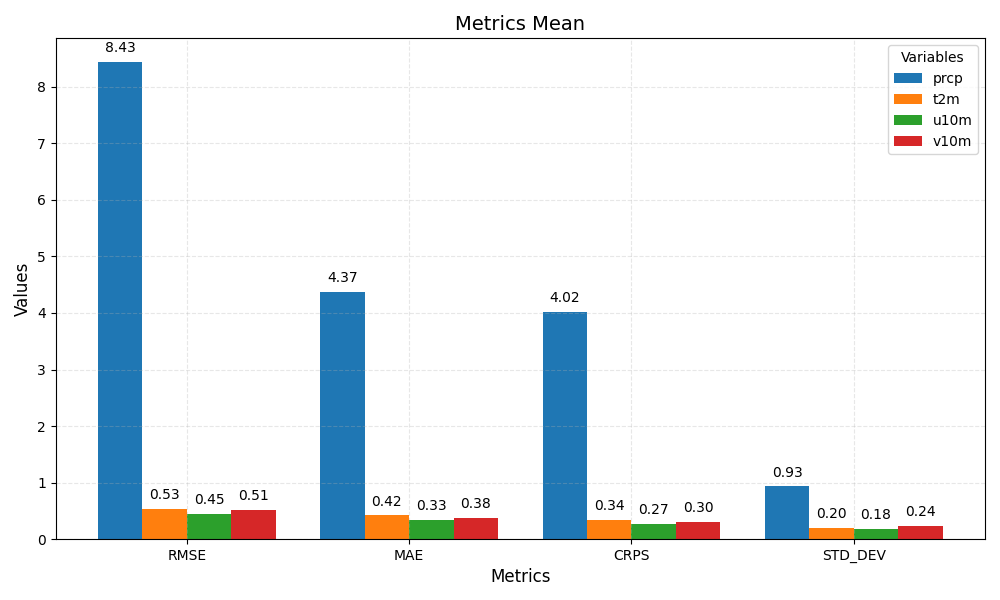 Metrics Mean
Variables
prcp
t2m
u10m
v10m
Values
8
7
6
5
4
3
2
1
0
8.43
0.53
0.45
0.51
4.37
0.42
0.33
0.38
4.02
0.34
0.27
0.30
0.93
0.20
0.18
0.24
RMSE
MAE
CRPS
STD_DEV
Metrics